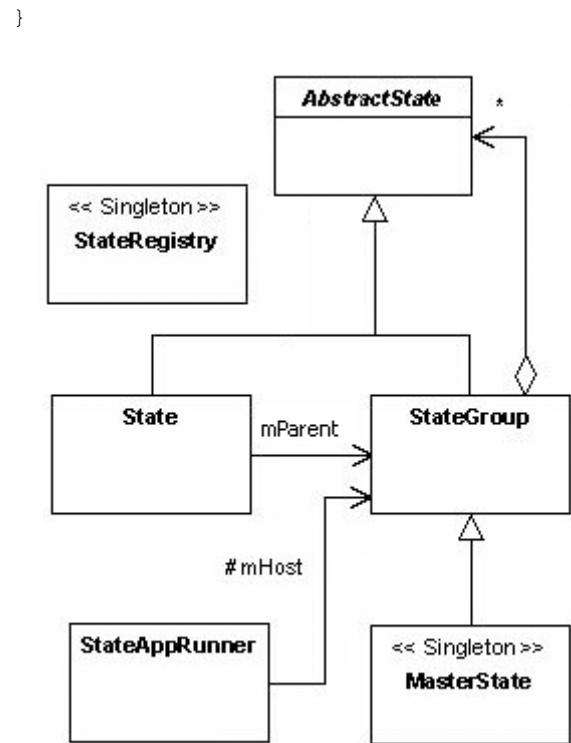 }
AbstractState
*
<< Singleton >>
StateRegistry
State
mParent
StateGroup
#mHost
StateAppRunner
<< Singleton >>
MasterState